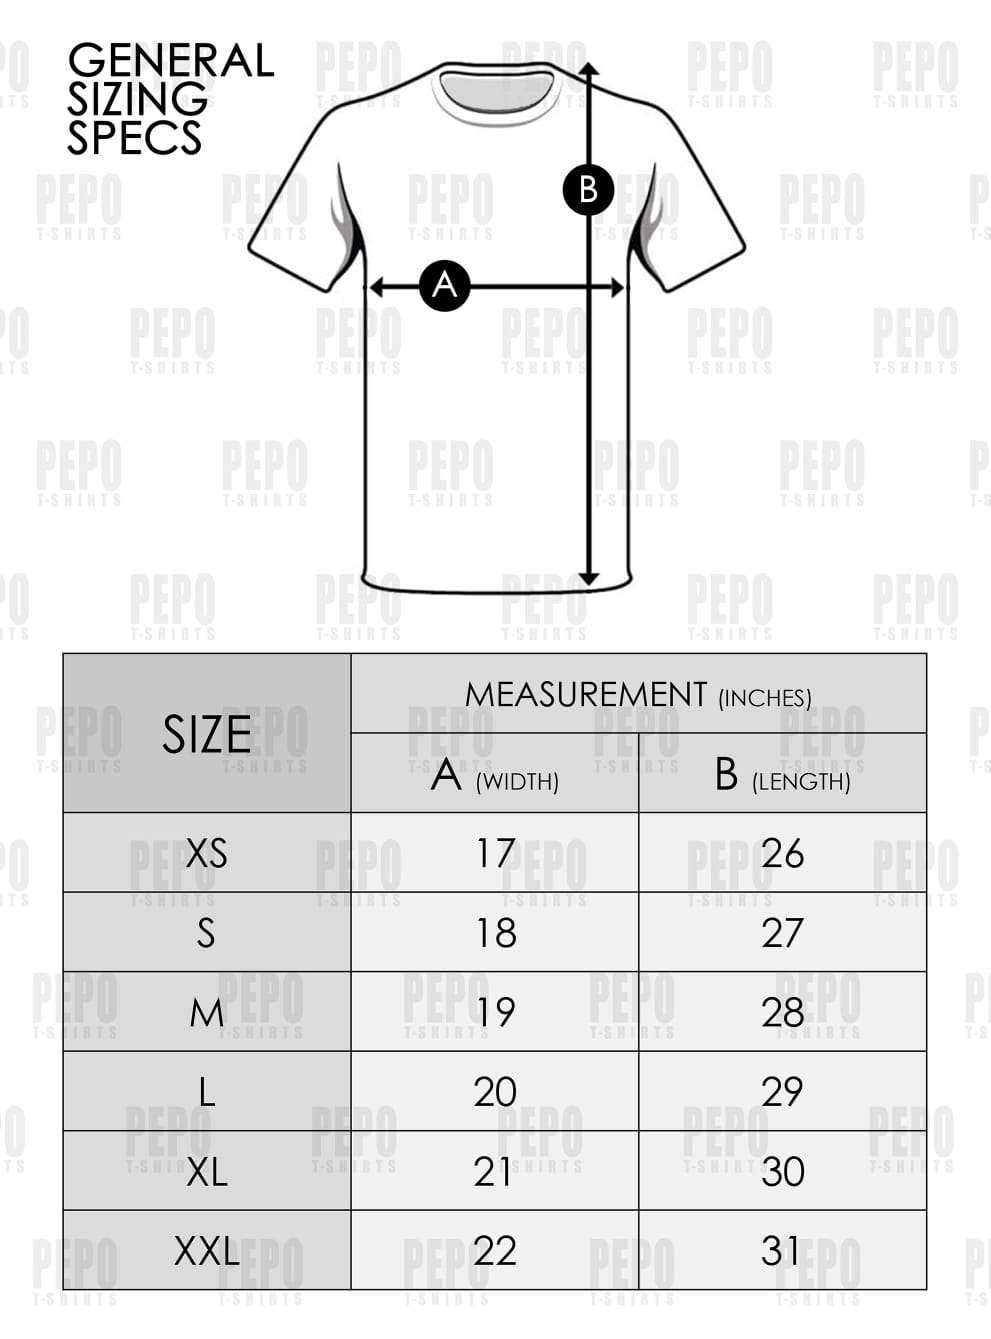 GENERAL
SIZING
SPECS
B
A
SIZE
MEASUREMENT (INCHES)
A (WIDTH)
B (LENGTH)
XS 17 26
S 18 27
M 19 28
L 20 29
XL 21 30
XXL 22 31
PEPO
T-SHIRTS